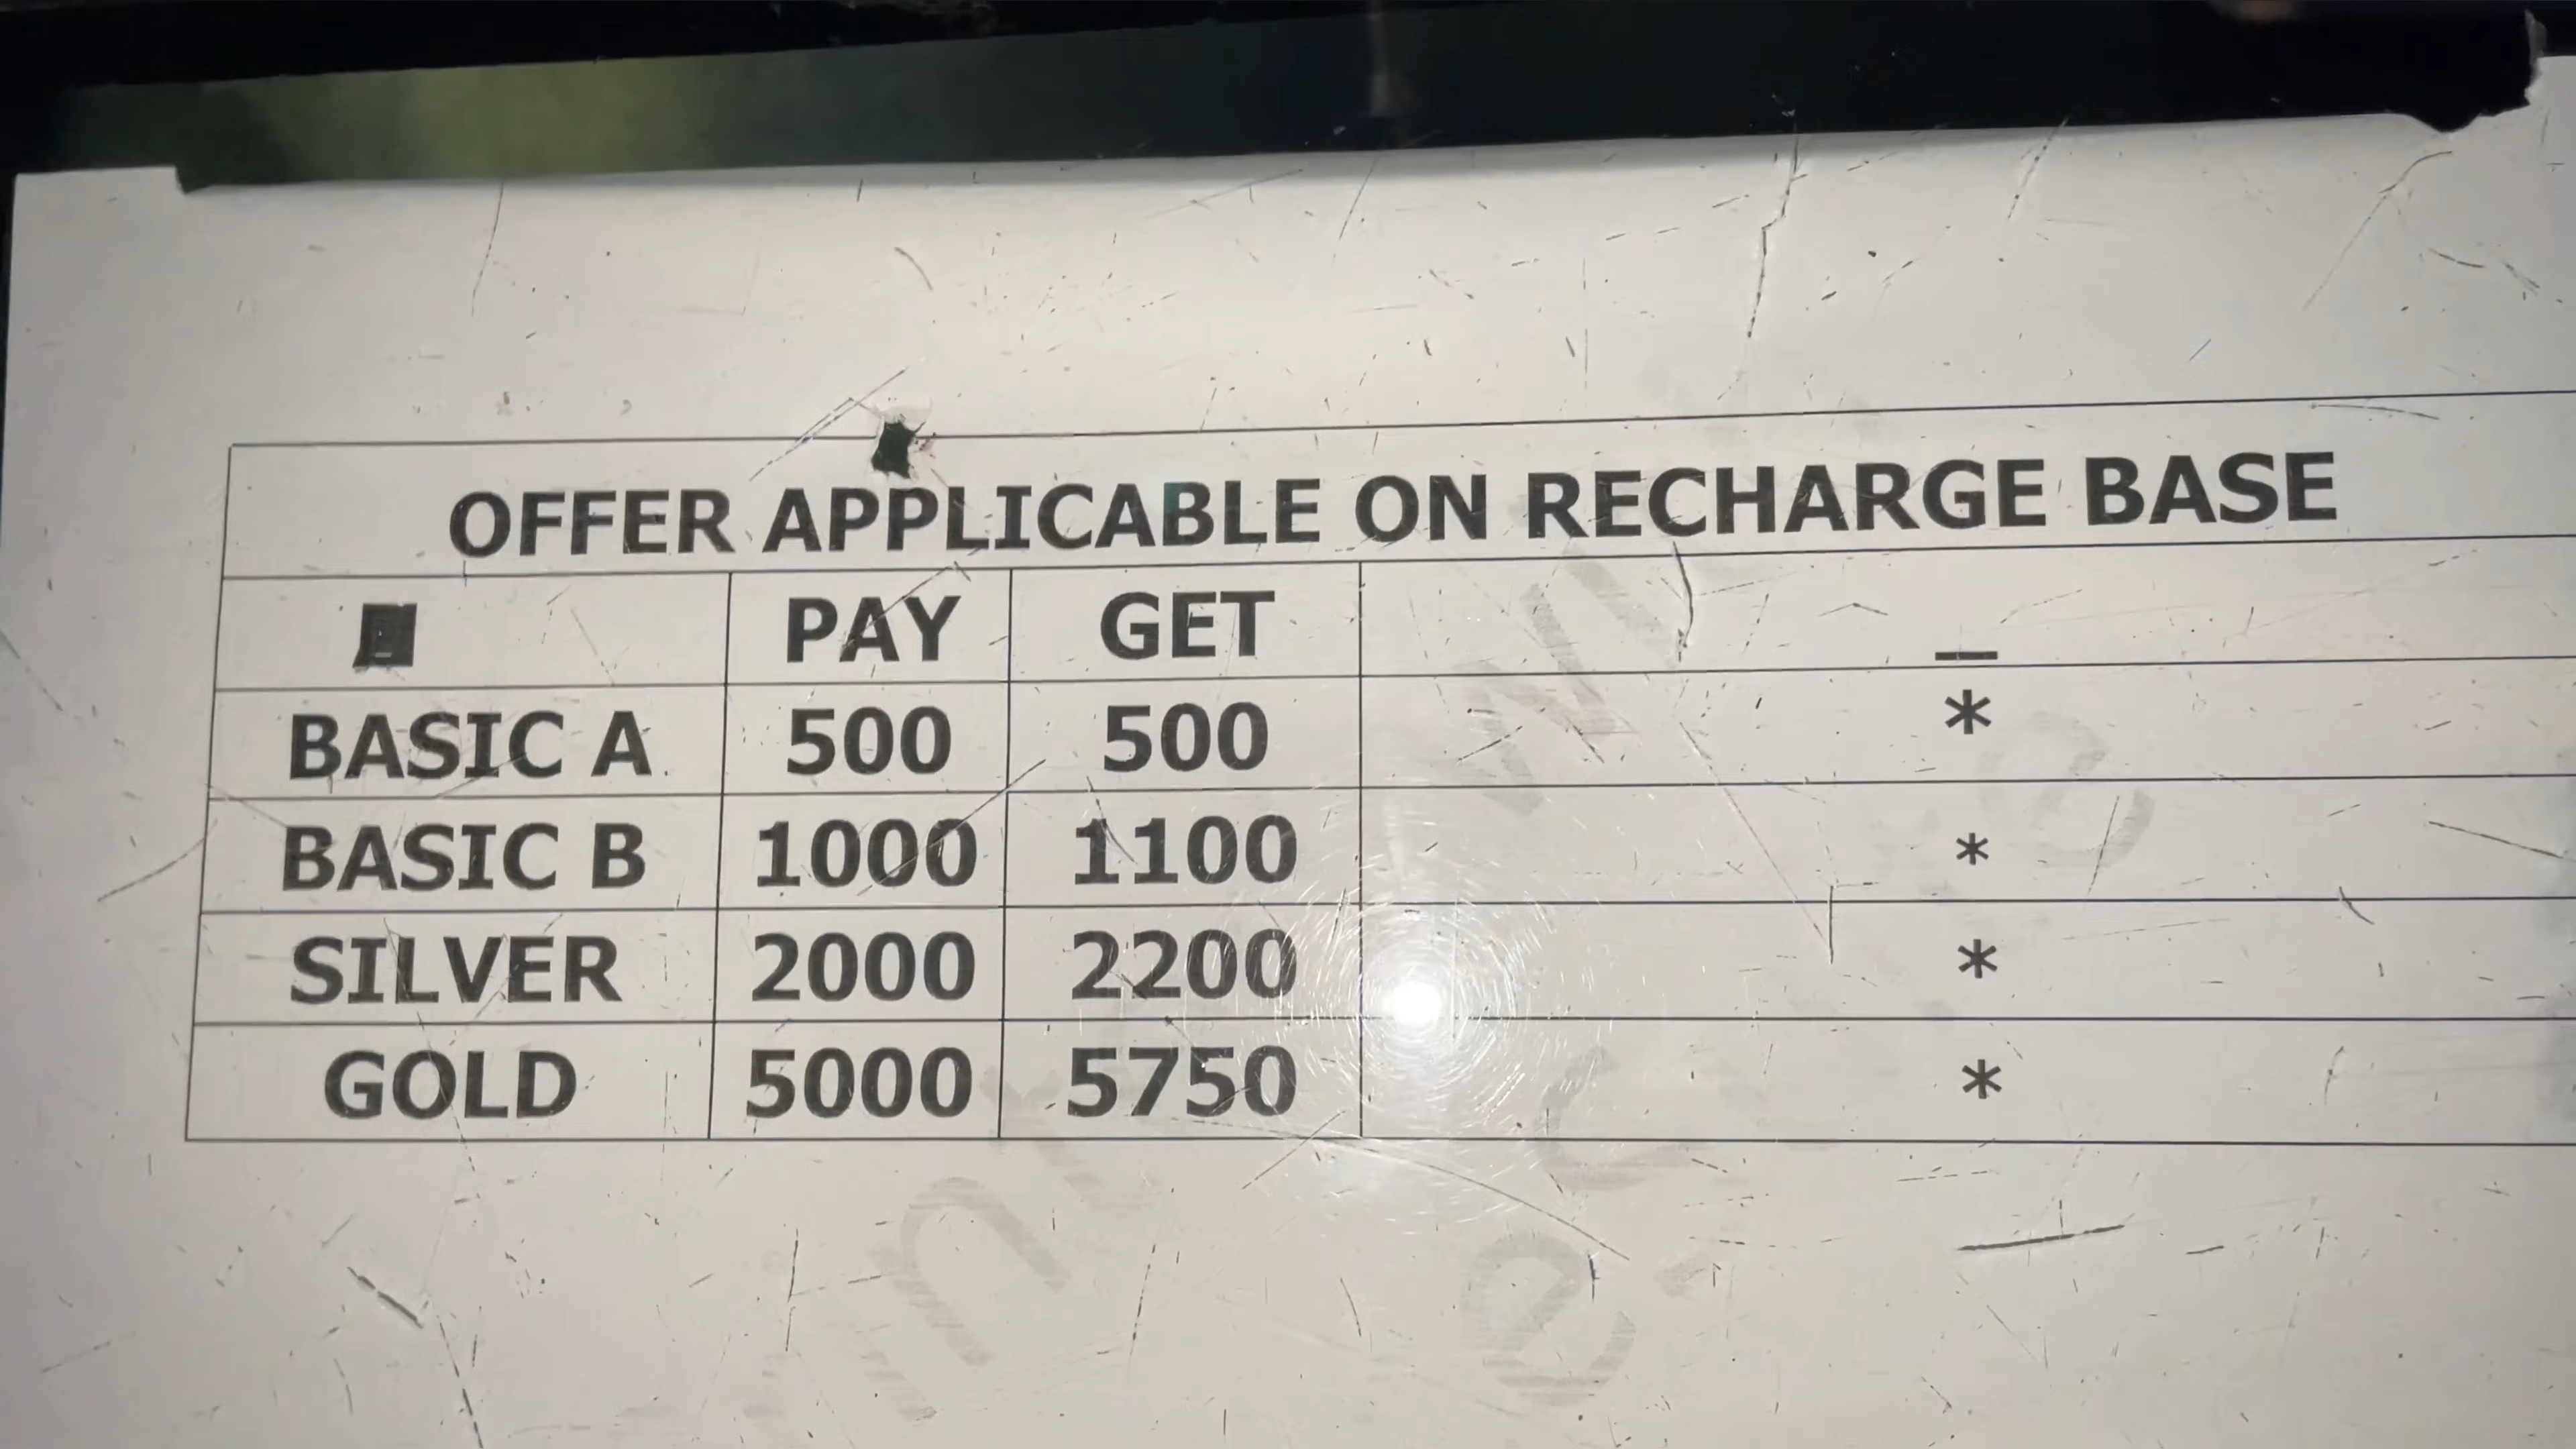 OFFER APPLICABLE ON RECHARGE BASE
PAY GET _
BASIC A 500 500 *
BASIC B 1000 1100 *
SILVER 2000 2200 *
GOLD 5000 5750 *